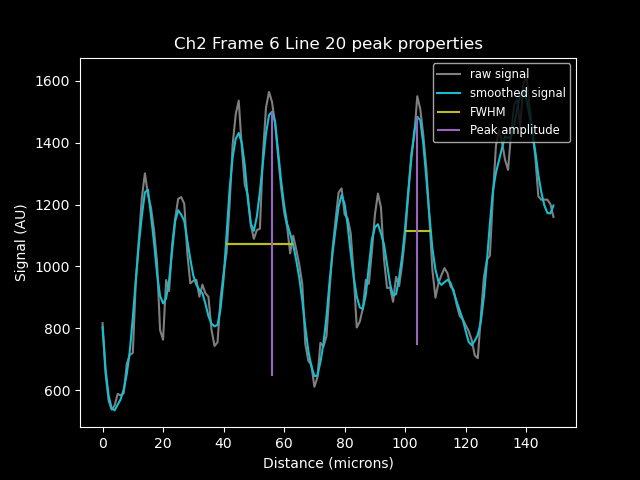 Ch2 Frame 6 Line 20 peak properties
raw signal
smoothed signal
FWHM
Peak amplitude
1600
1400
1200
1000
800
600
Signal (AU)
0 20 40 60 80 100 120 140
Distance (microns)